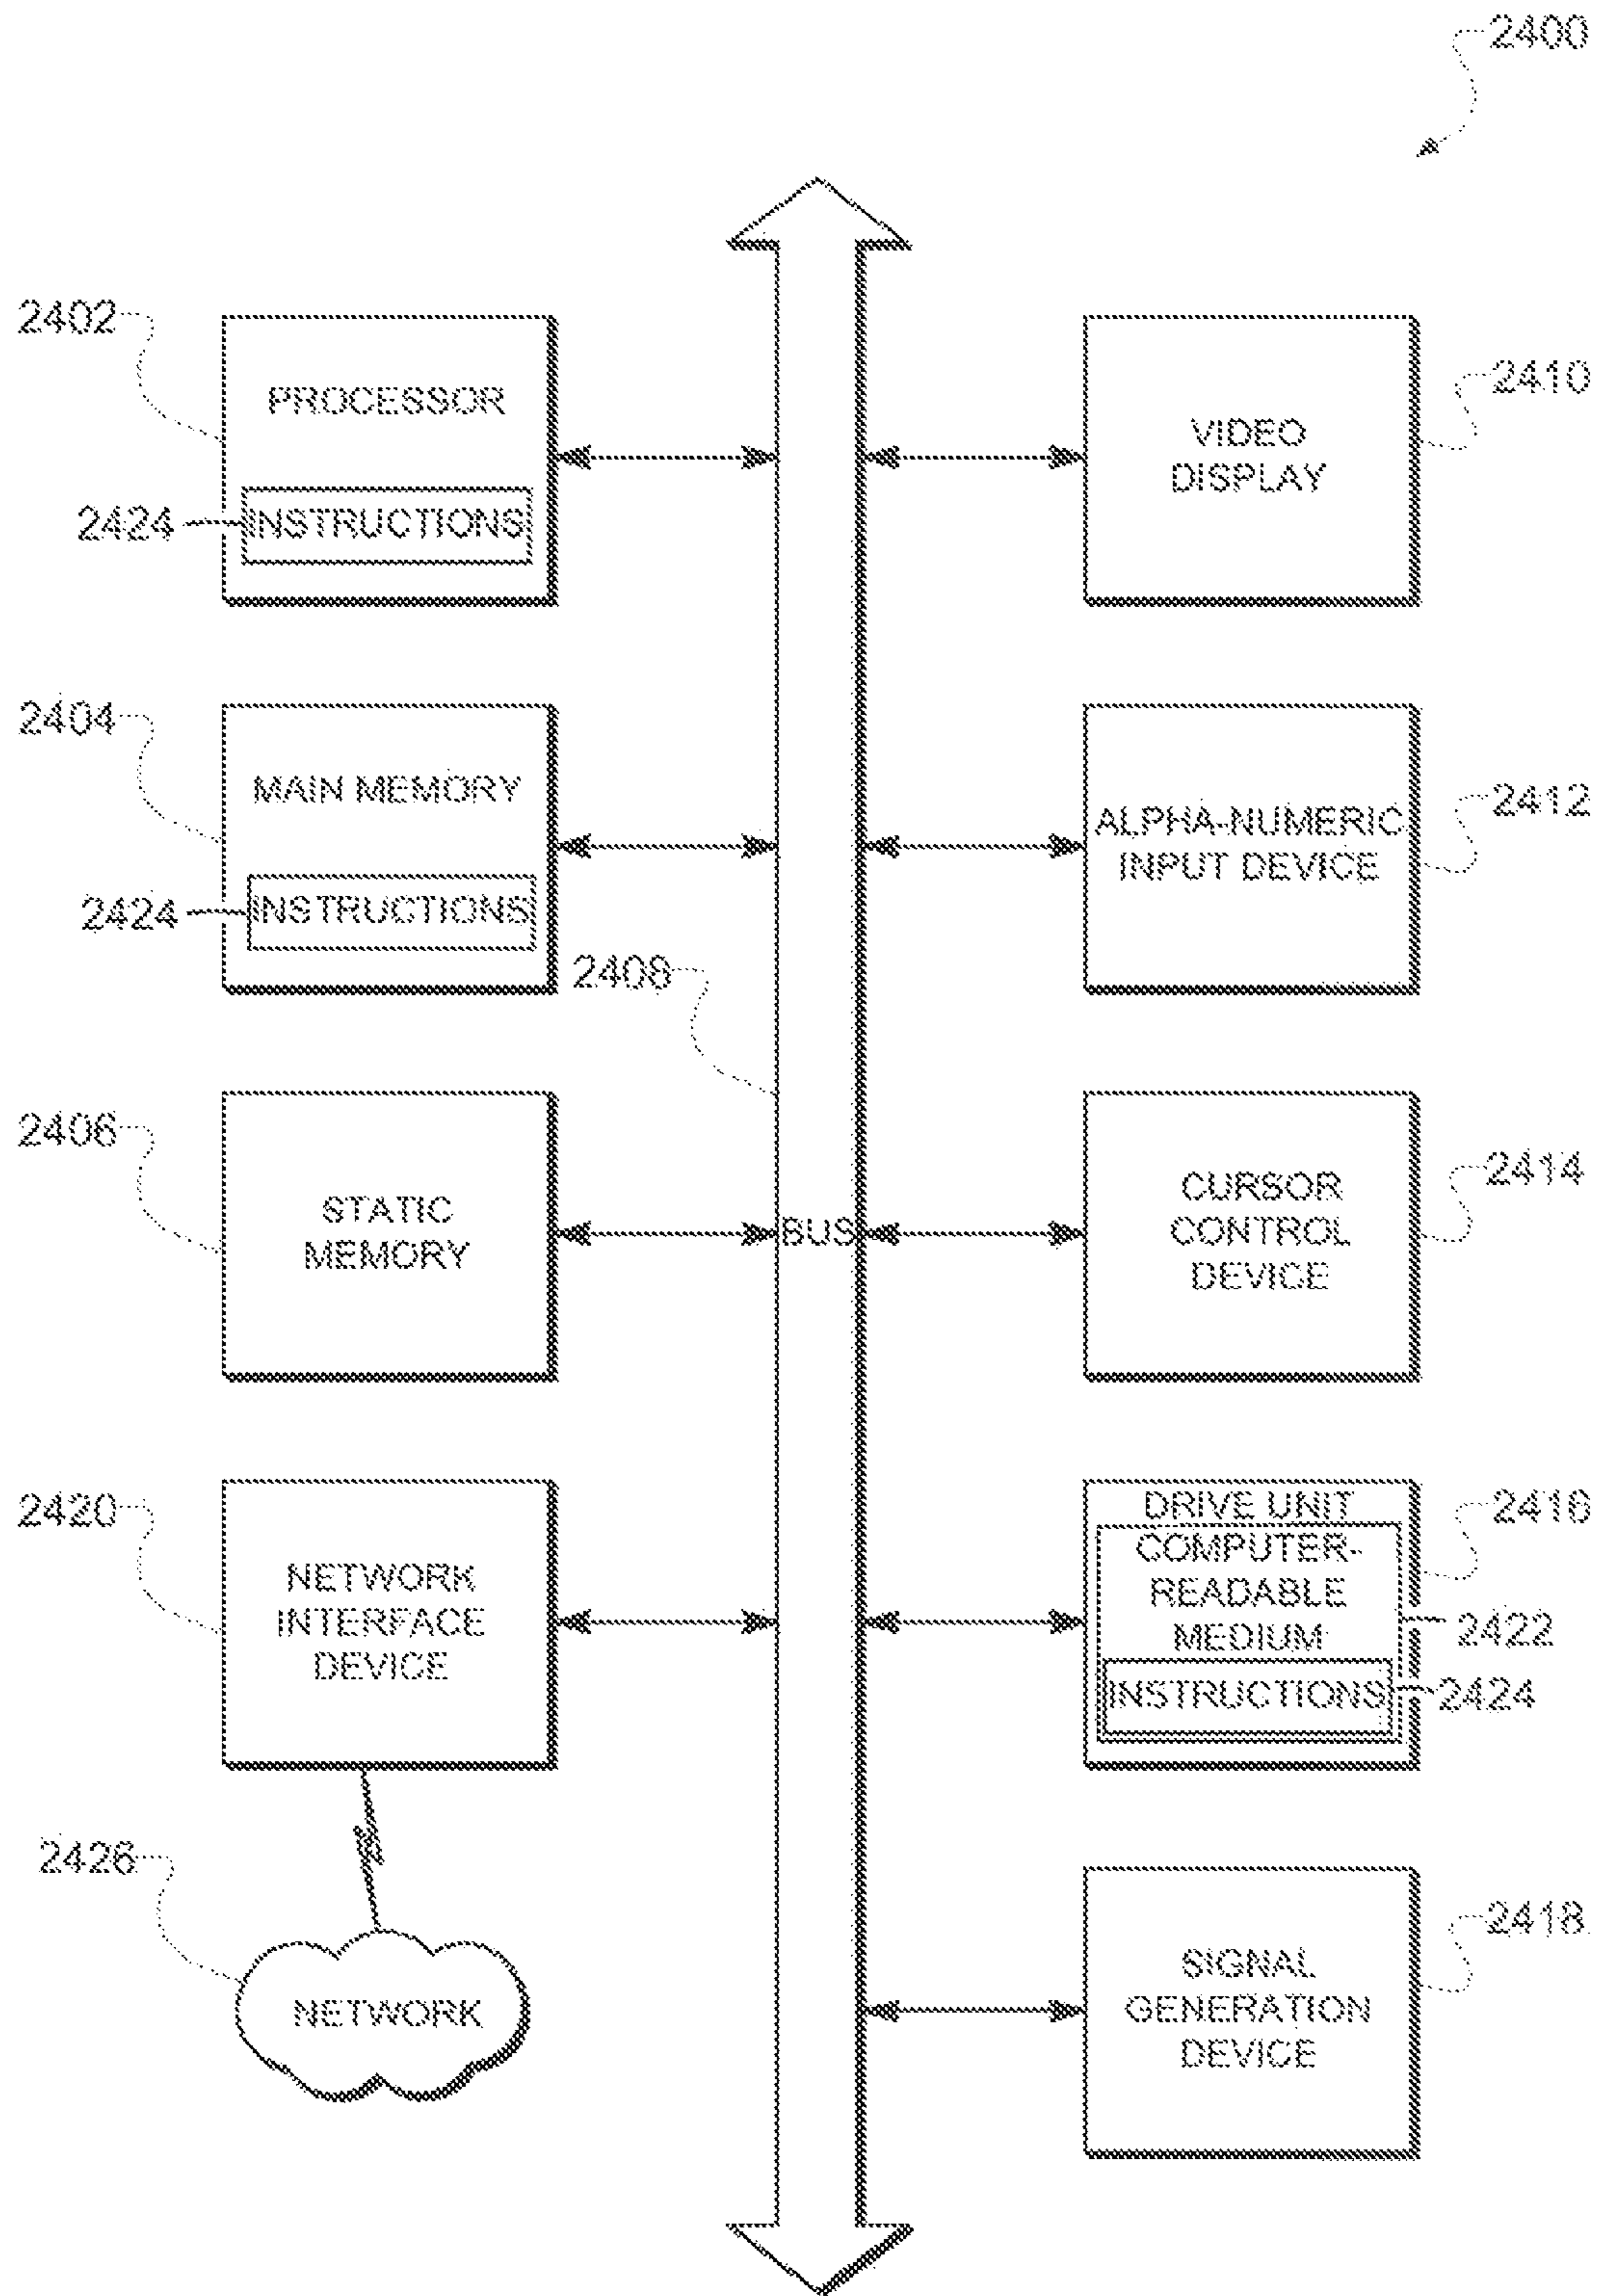 2400
2402
PROCESSOR
2424
INSTRUCTIONS
2410
VIDEO
DISPLAY
2404
MAIN MEMORY
2424
INSTRUCTIONS
2408
2412
ALPHA-NUMERIC
INPUT DEVICE
2406
STATIC
MEMORY
BUS
2414
CURSOR
CONTROL
DEVICE
2420
NETWORK
INTERFACE
DEVICE
2416
DRIVE UNIT
COMPUTER-
READABLE
MEDIUM
2422
INSTRUCTIONS
2424
2426
NETWORK
2418
SIGNAL
GENERATION
DEVICE